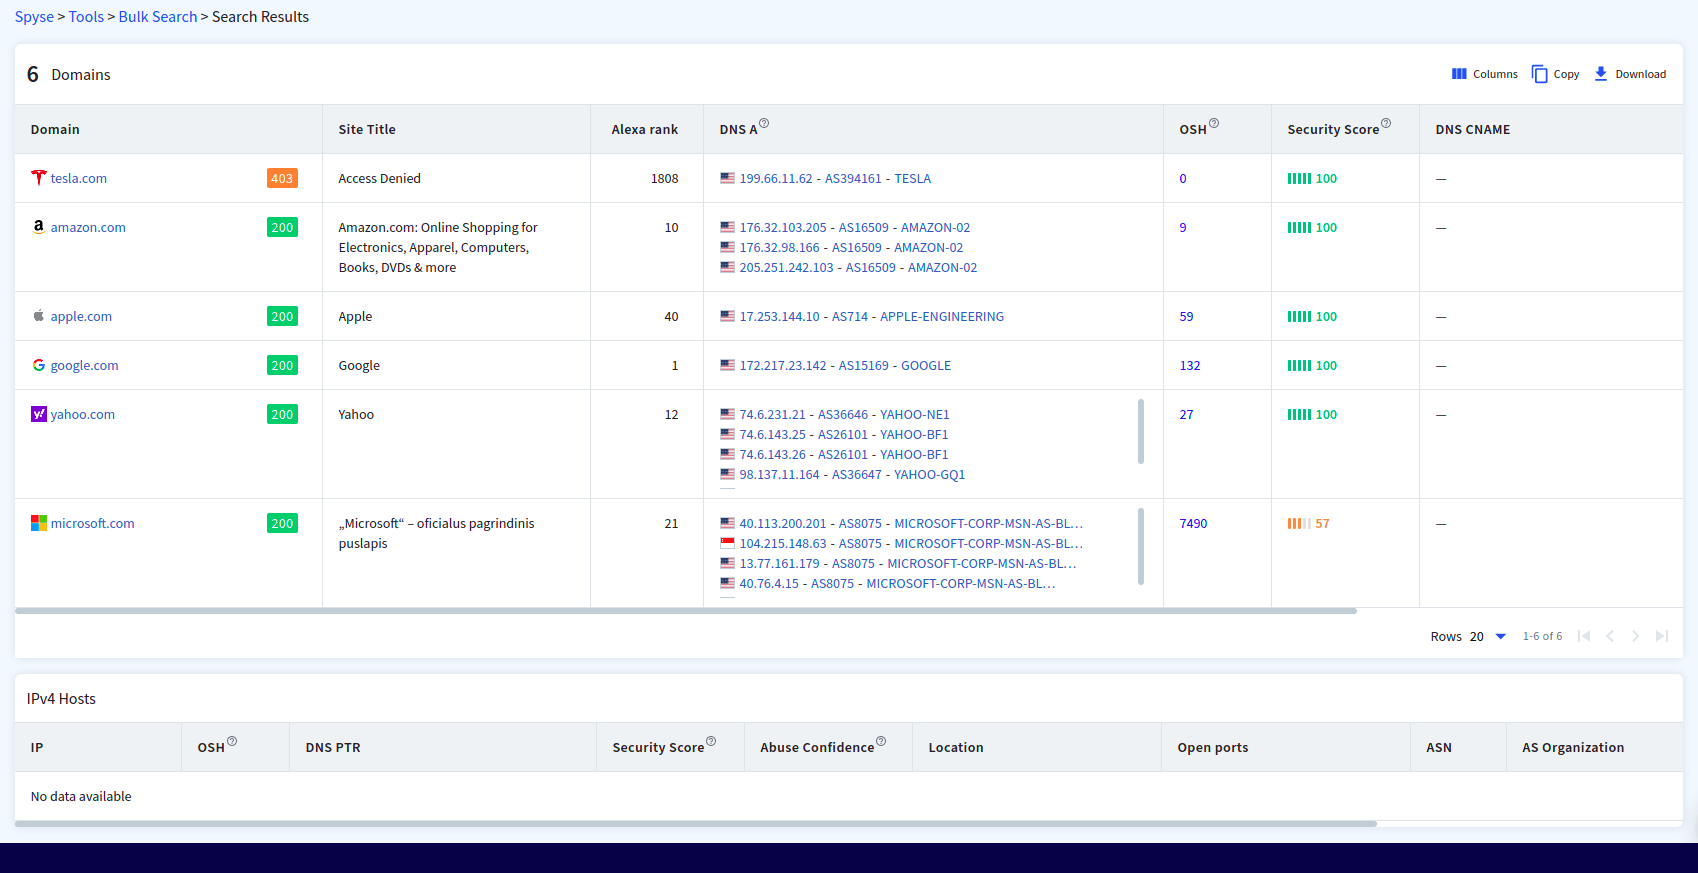 Spyse > Tools > Bulk Search > Search Results
6 Domains
Columns Copy Download
Domain Site Title Alexa rank DNS A OSH Security Score DNS CNAME
tesla.com 403 Access Denied 1808 199.66.11.62 - AS394161 - TESLA 0 100 —
amazon.com 200 Amazon.com: Online Shopping for 10 176.32.103.205 - AS16509 - AMAZON-02 9 100 —
Electronics, Apparel, Computers, 176.32.98.166 - AS16509 - AMAZON-02
Books, DVDs & more 205.251.242.103 - AS16509 - AMAZON-02
apple.com 200 Apple 40 17.253.144.10 - AS714 - APPLE-ENGINEERING 59 100 —
google.com 200 Google 1 172.217.23.142 - AS15169 - GOOGLE 132 100 —
yahoo.com 200 Yahoo 12 74.6.231.21 - AS36646 - YAHOO-NE1 27 100 —
74.6.143.25 - AS26101 - YAHOO-BF1
74.6.143.26 - AS26101 - YAHOO-BF1
98.137.11.164 - AS36647 - YAHOO-GQ1
microsoft.com 200 „Microsoft“ – oficialus pagrindinis 21 40.113.200.201 - AS8075 - MICROSOFT-CORP-MSN-AS-BL... 7490 57 —
puslapis 104.215.148.63 - AS8075 - MICROSOFT-CORP-MSN-AS-BL...
13.77.161.179 - AS8075 - MICROSOFT-CORP-MSN-AS-BL...
40.76.4.15 - AS8075 - MICROSOFT-CORP-MSN-AS-BL...
Rows 20 1-6 of 6
IPv4 Hosts
IP OSH DNS PTR Security Score Abuse Confidence Location Open ports ASN AS Organization
No data available